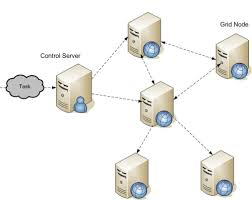 Grid Node
Control Server
Task